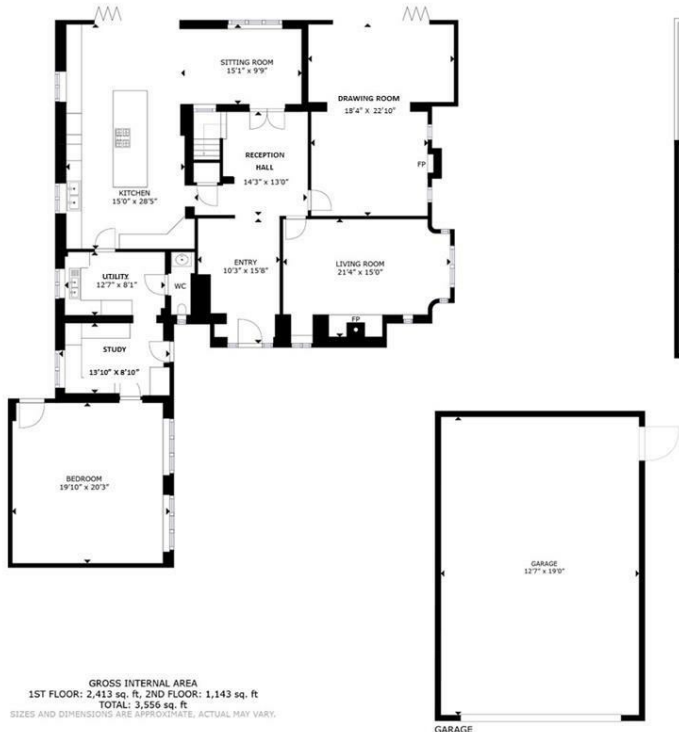 SITTING ROOM
15'1" x 9'9"
DRAWING ROOM
18'4" x 22'10"
RECEPTION
HALL
14'3" x 13'0"
FP
KITCHEN
15'0" x 28'5"
ENTRY
10'3" x 15'8"
LIVING ROOM
21'4" x 15'0"
UTILITY
12'7" x 8'1"
WC
FP
STUDY
13'10" X 8'10"
BEDROOM
19'10" x 20'3"
GARAGE
12'7" x 19'0"
GROSS INTERNAL AREA
1ST FLOOR: 2,413 sq. ft, 2ND FLOOR: 1,143 sq. ft
TOTAL: 3,556 sq. ft
SIZES AND DIMENSIONS ARE APPROXIMATE, ACTUAL MAY VARY.
GARAGE